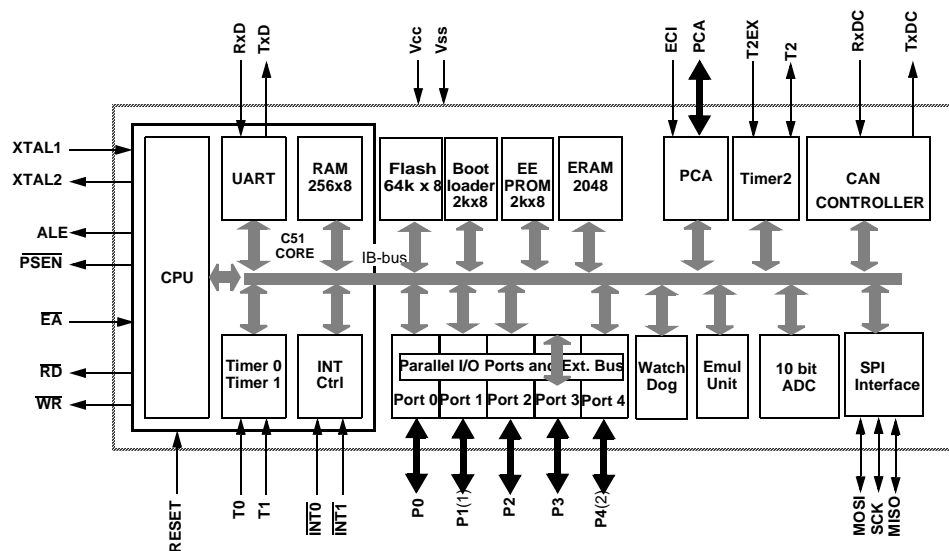 RxD
TxD
Vcc
Vss
ECI
PCA
T2EX
T2
RxDC
TxDC
XTAL1
XTAL2
ALE
PSEN
EA
RD
WR
CPU
UART
RAM
256x8
C51
CORE
IB-bus
Flash
64k x 8
Boot
loader
2kx8
EE
PROM
2kx8
ERAM
2048
PCA
Timer2
CAN
CONTROLLER
Timer 0
Timer 1
INT
Ctrl
Parallel I/O Ports and Ext. Bus
Port 0
Port 1
Port 2
Port 3
Port 4
Watch
Dog
Emul
Unit
10 bit
ADC
SPI
Interface
RESET
T0
T1
INT0
INT1
P0
P1(1)
P2
P3
P4(2)
MOSI
SCK
MISO